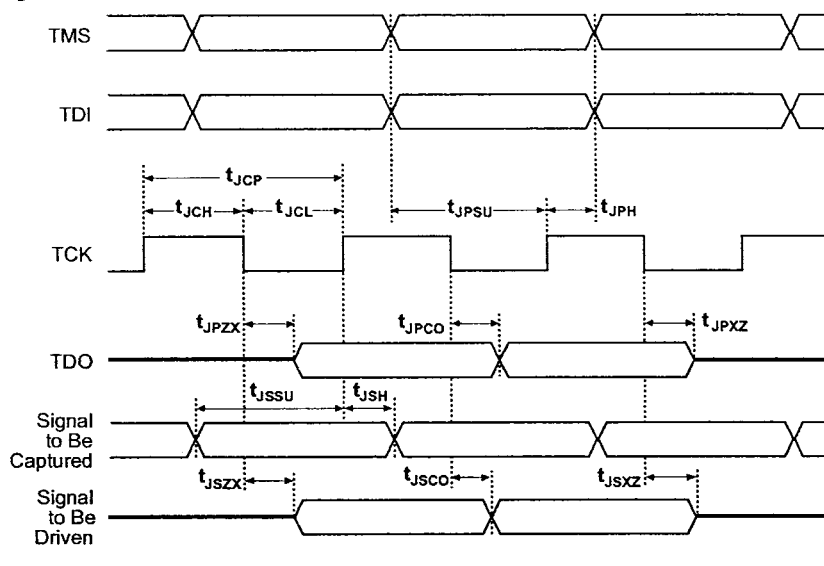 TMS
TDI
tJCP
tJCH
tJCL
tJPSU
tJPH
TCK
tJPZX
tJPCO
tJPXZ
TDO
tJSSU
tJSH
Signal
to Be
Captured
tJSZX
tJSCO
tJSXZ
Signal
to Be
Driven